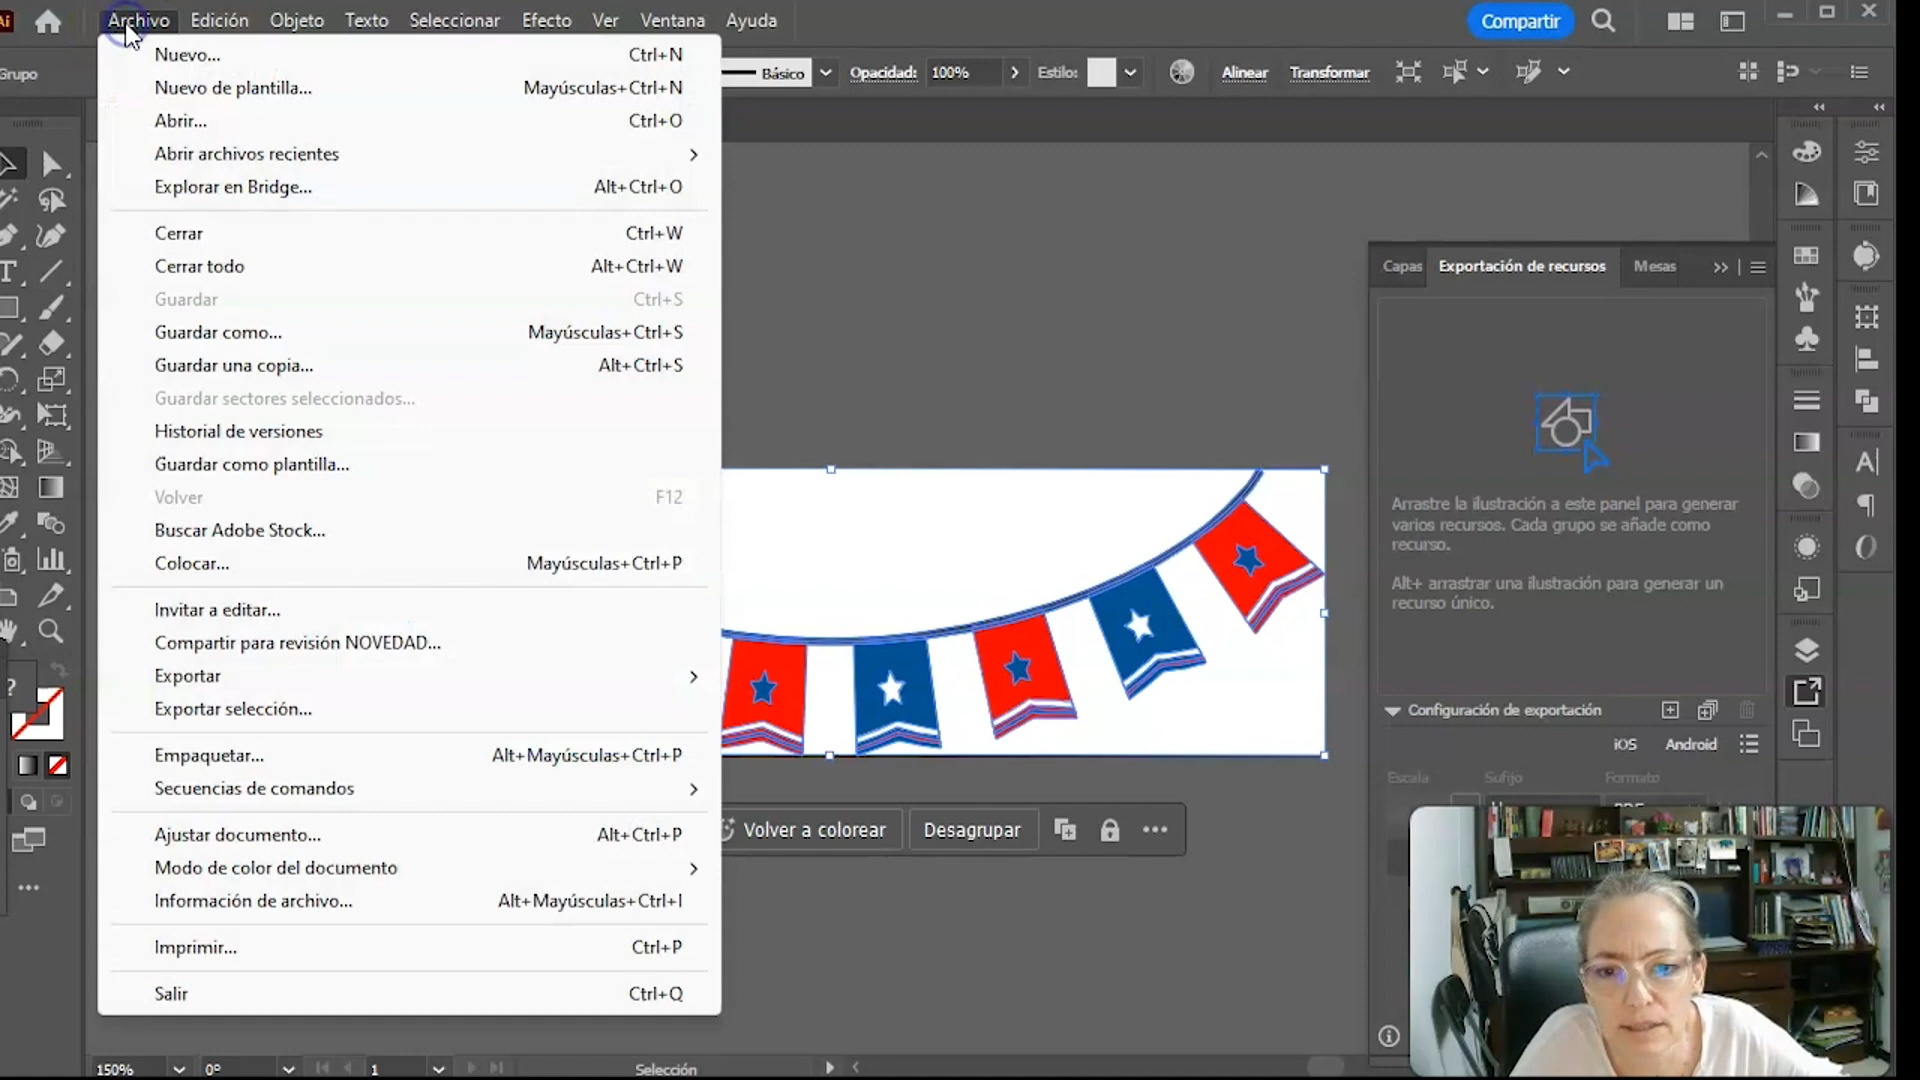 Ai
Archivo Edición Objeto Texto Seleccionar Efecto Ver Ventana Ayuda
Compartir
Grupo
Básico
Opacidad: 100%
Estilo:
Alinear
Transformar
Nuevo... Ctrl+N
Nuevo de plantilla... Mayúsculas+Ctrl+N
Abrir... Ctrl+O
Abrir archivos recientes
Explorar en Bridge... Alt+Ctrl+O
Cerrar Ctrl+W
Cerrar todo Alt+Ctrl+W
Guardar Ctrl+S
Guardar como... Mayúsculas+Ctrl+S
Guardar una copia... Alt+Ctrl+S
Guardar sectores seleccionados...
Historial de versiones
Guardar como plantilla...
Volver F12
Buscar Adobe Stock...
Colocar... Mayúsculas+Ctrl+P
Invitar a editar...
Compartir para revisión NOVEDAD...
Exportar
Exportar selección...
Empaquetar... Alt+Mayúsculas+Ctrl+P
Secuencias de comandos
Ajustar documento... Alt+Ctrl+P
Modo de color del documento
Información de archivo... Alt+Mayúsculas+Ctrl+I
Imprimir... Ctrl+P
Salir Ctrl+Q
Volver a colorear
Desagrupar
Capas Exportación de recursos Mesas
Arrastre la ilustración a este panel para generar
varios recursos. Cada grupo se añade como
recurso.
Alt+ arrastrar una ilustración para generar un
recurso único.
Configuración de exportación
iOS Android
Escala Sufijo Formato
150% 0° 1 Selección